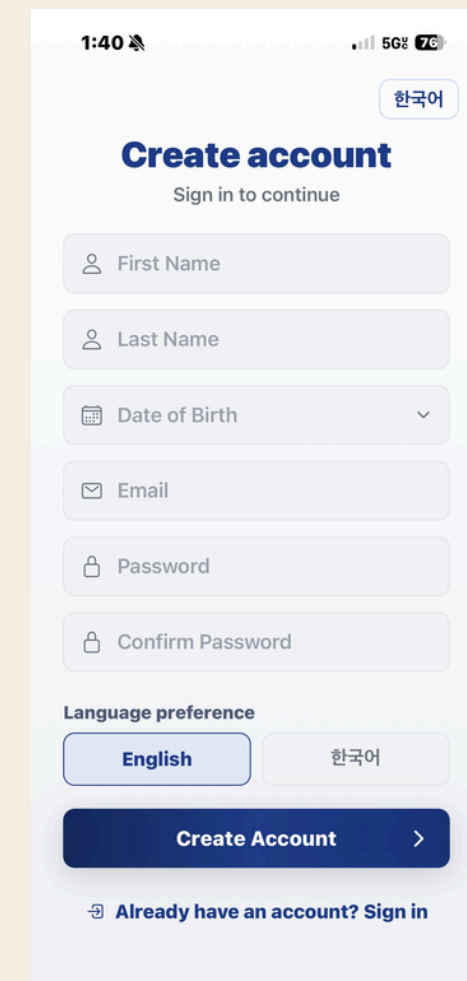 1:40 5G 76
한국어
Create account
Sign in to continue
First Name
Last Name
Date of Birth
Email
Password
Confirm Password
Language preference
English 한국어
Create Account
Already have an account? Sign in